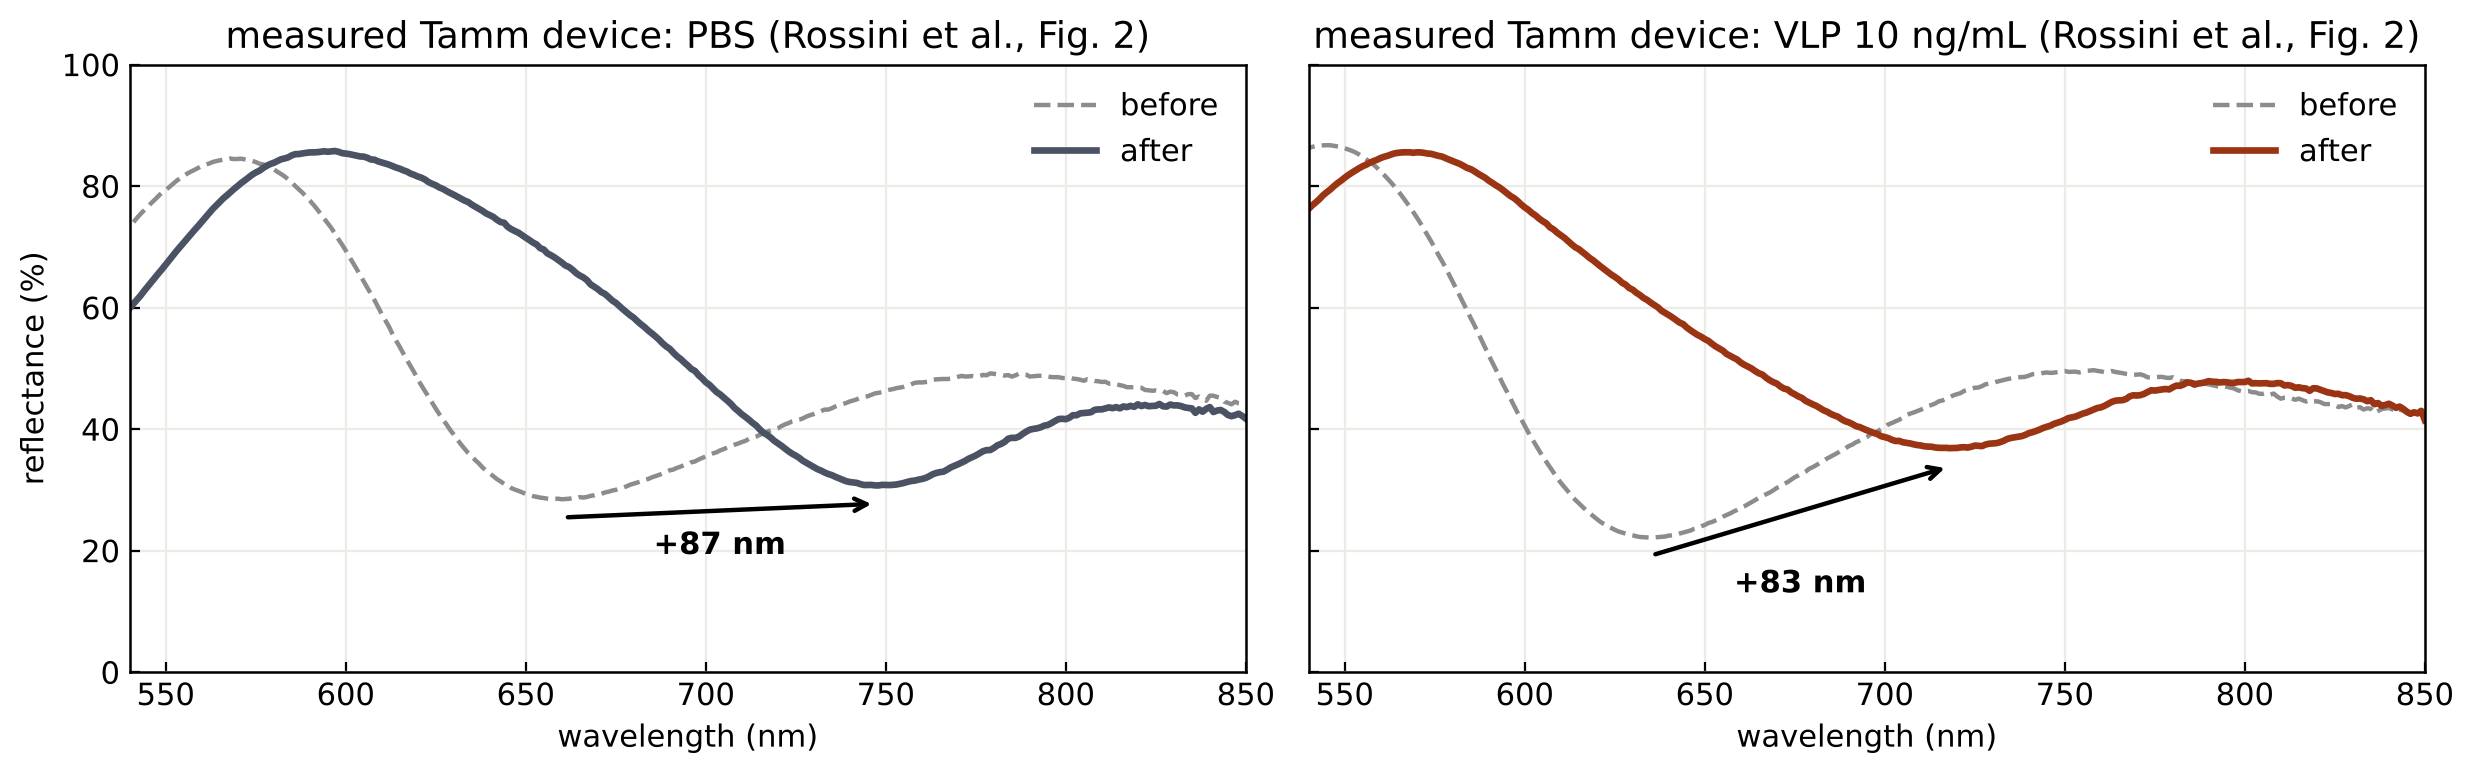 measured Tamm device: PBS (Rossini et al., Fig. 2)
100
80
60
40
20
0
reflectance (%)
before
after
+87 nm
550 600 650 700 750 800 850
wavelength (nm)
measured Tamm device: VLP 10 ng/mL (Rossini et al., Fig. 2)
before
after
+83 nm
550 600 650 700 750 800 850
wavelength (nm)